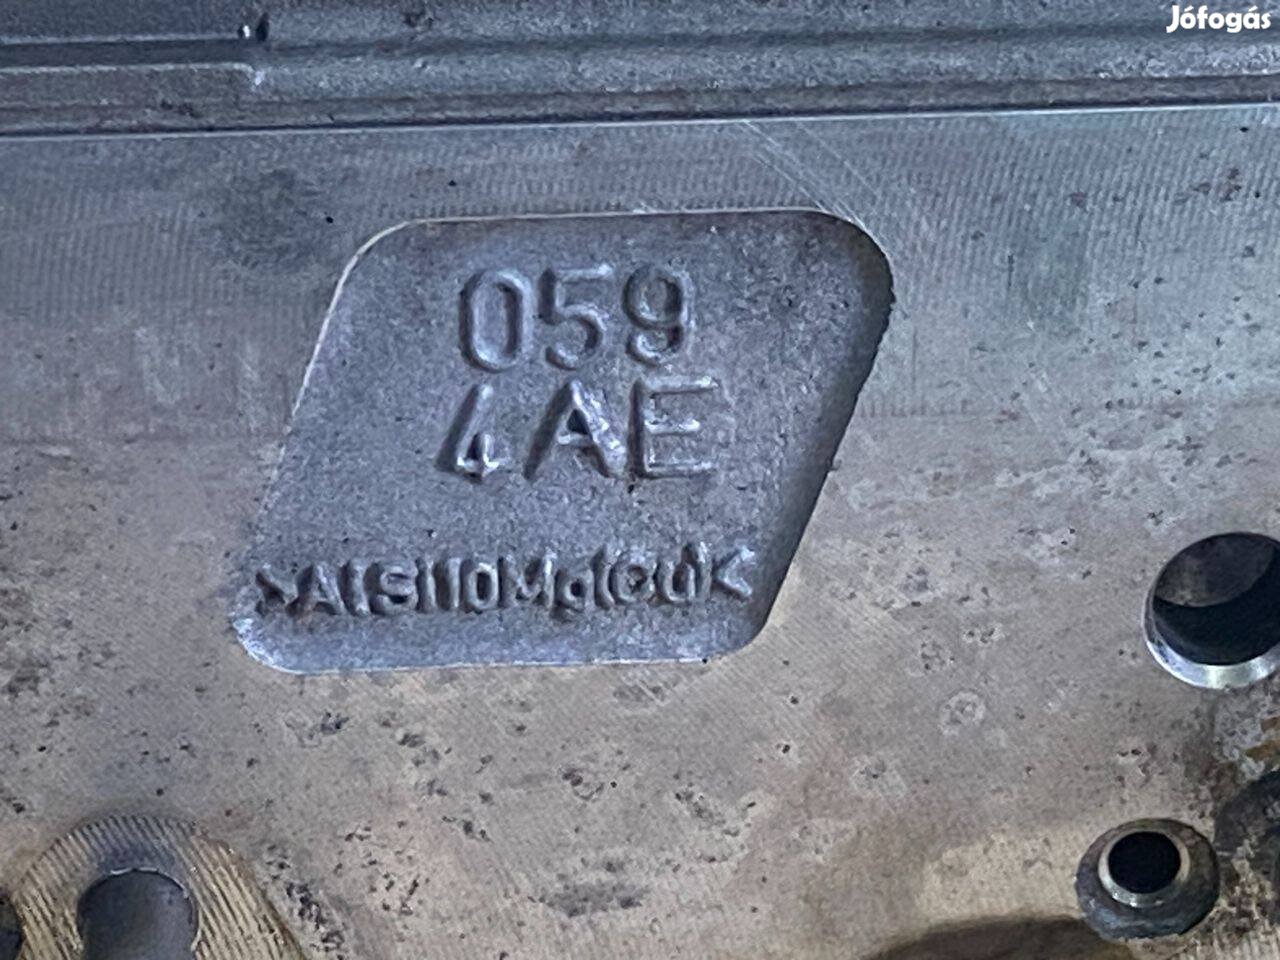 Jófogás
059
4AE
>AlSi10Mg(Cu)<